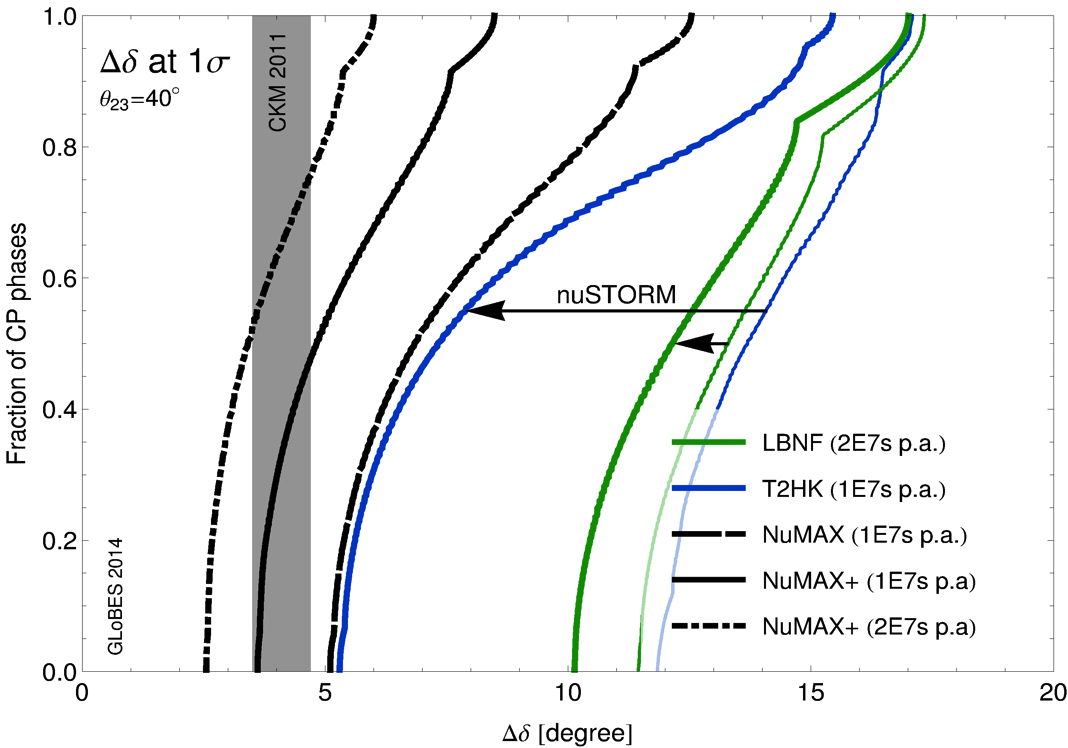 1.0
0.8
0.6
0.4
0.2
0.0
Fraction of CP phases
Δδ at 1σ
θ23=40°
CKM 2011
nuSTORM
LBNF (2E7s p.a.)
T2HK (1E7s p.a.)
NuMAX (1E7s p.a.)
NuMAX+ (1E7s p.a)
NuMAX+ (2E7s p.a)
GLoBES 2014
0 5 10 15 20
Δδ [degree]